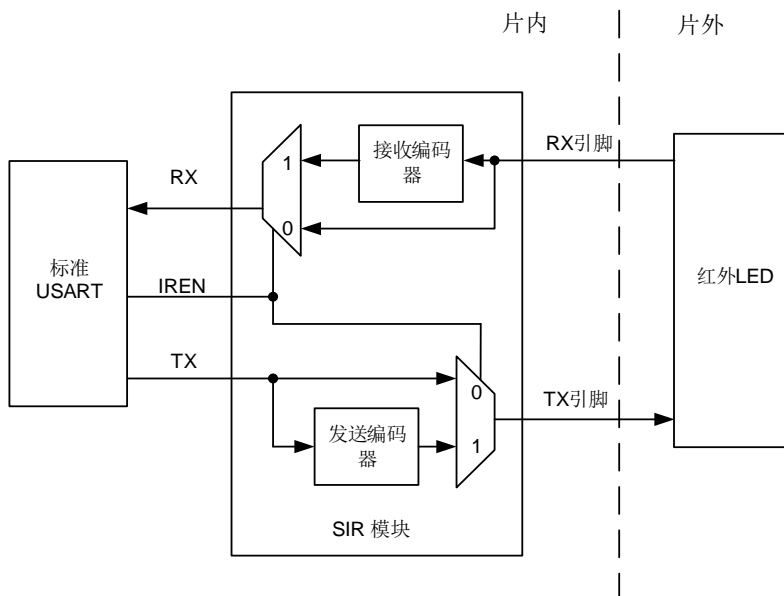 片内
片外
接收编码
器
RX引脚
1
RX
0
标准
USART
IREN
红外LED
TX
0
TX引脚
发送编码
器
1
SIR 模块